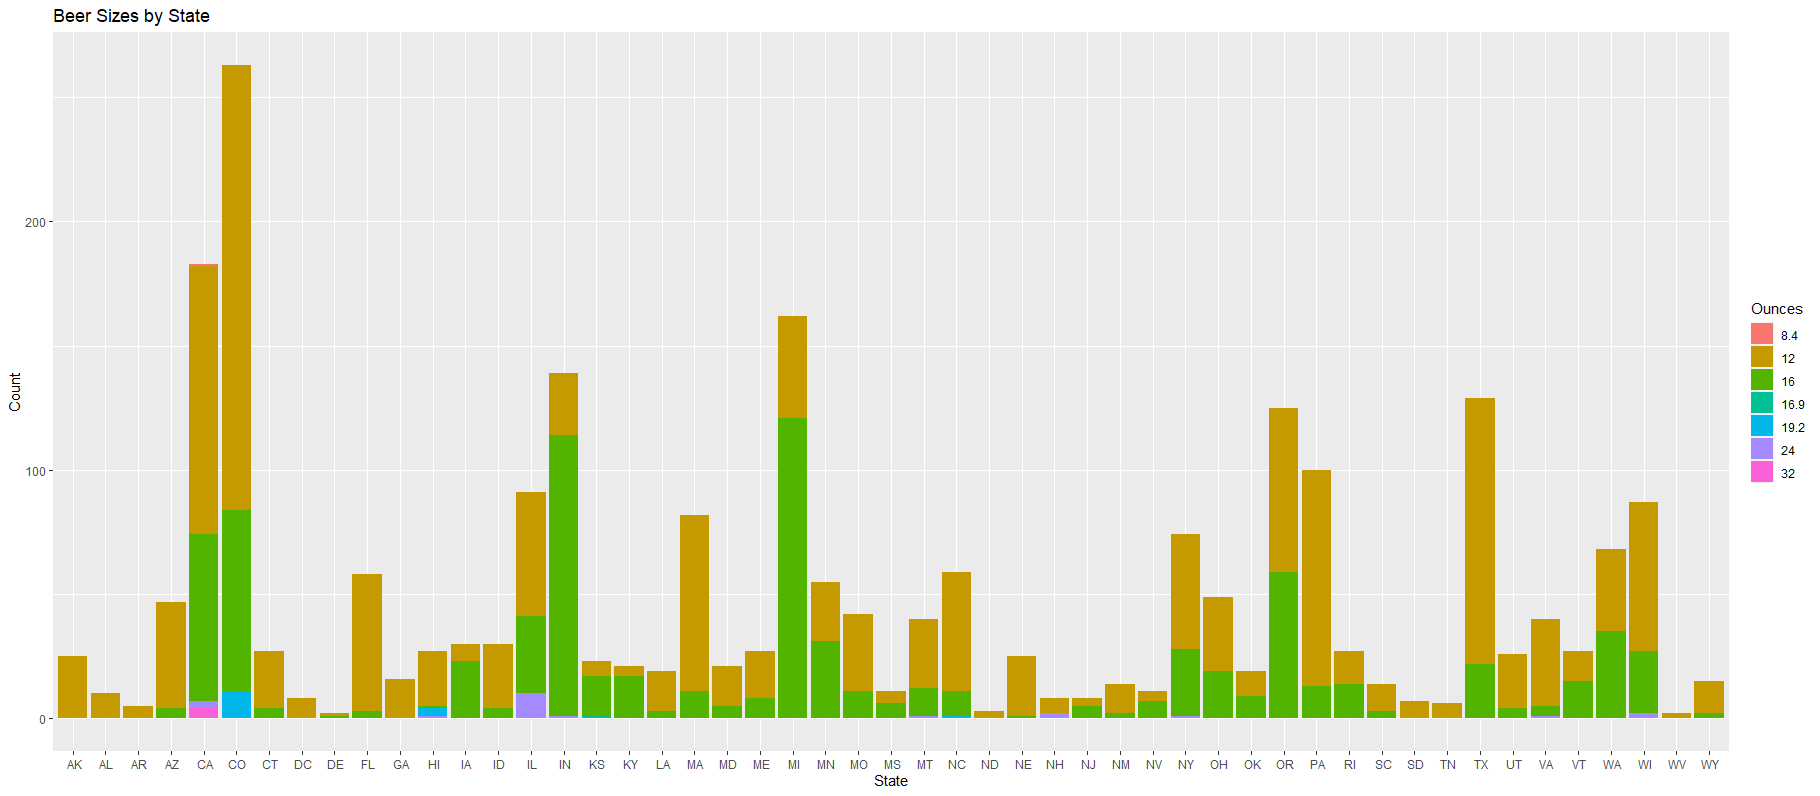 Beer Sizes by State
Count
200
100
0
AK AL AR AZ CA CO CT DC DE FL GA HI IA ID IL IN KS KY LA MA MD ME MI MN MO MS MT NC ND NE NH NJ NM NV NY OH OK OR PA RI SC SD TN TX UT VA VT WA WI WV WY
State
Ounces
8.4
12
16
16.9
19.2
24
32